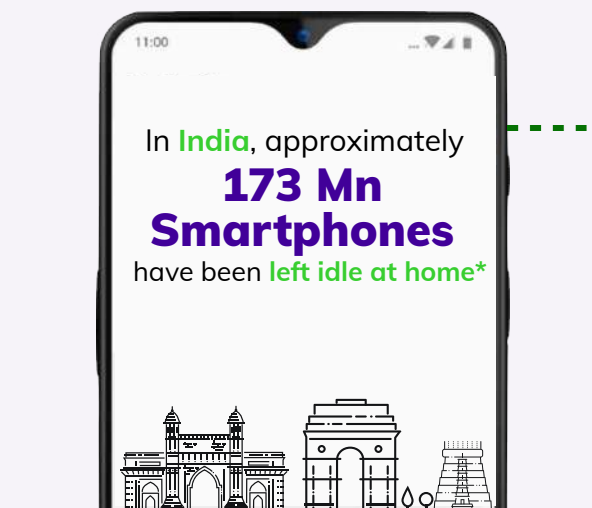 11:00
In India, approximately
173 Mn
Smartphones
have been left idle at home*